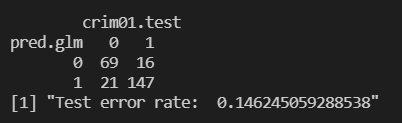 crim01.test
pred.glm 0 1
0 69 16
1 21 147
[1] "Test error rate: 0.146245059288538"